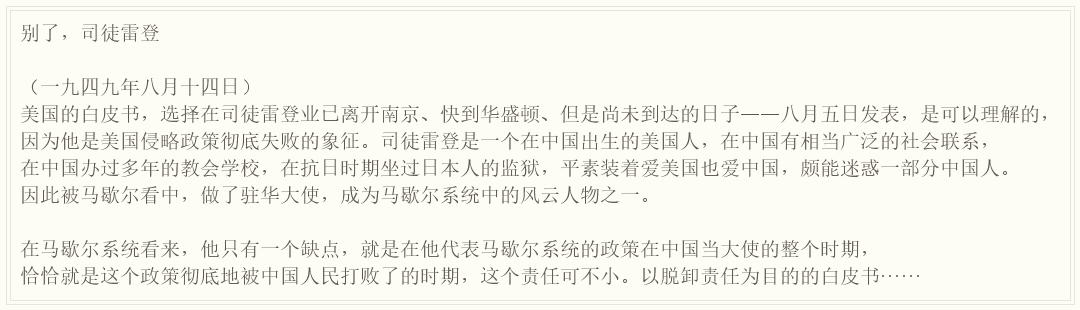 别了，司徒雷登
（一九四九年八月十四日）
美国的白皮书，选择在司徒雷登业已离开南京、快到华盛顿、但是尚未到达的日子——八月五日发表，是可以理解的，
因为他是美国侵略政策彻底失败的象征。司徒雷登是一个在中国出生的美国人，在中国有相当广泛的社会联系，
在中国办过多年的教会学校，在抗日时期坐过日本人的监狱，平素装着爱美国也爱中国，颇能迷惑一部分中国人。
因此被马歇尔看中，做了驻华大使，成为马歇尔系统中的风云人物之一。
在马歇尔系统看来，他只有一个缺点，就是在他代表马歇尔系统的政策在中国当大使的整个时期，
恰恰就是这个政策彻底地被中国人民打败了的时期，这个责任可不小。以脱卸责任为目的的白皮书……